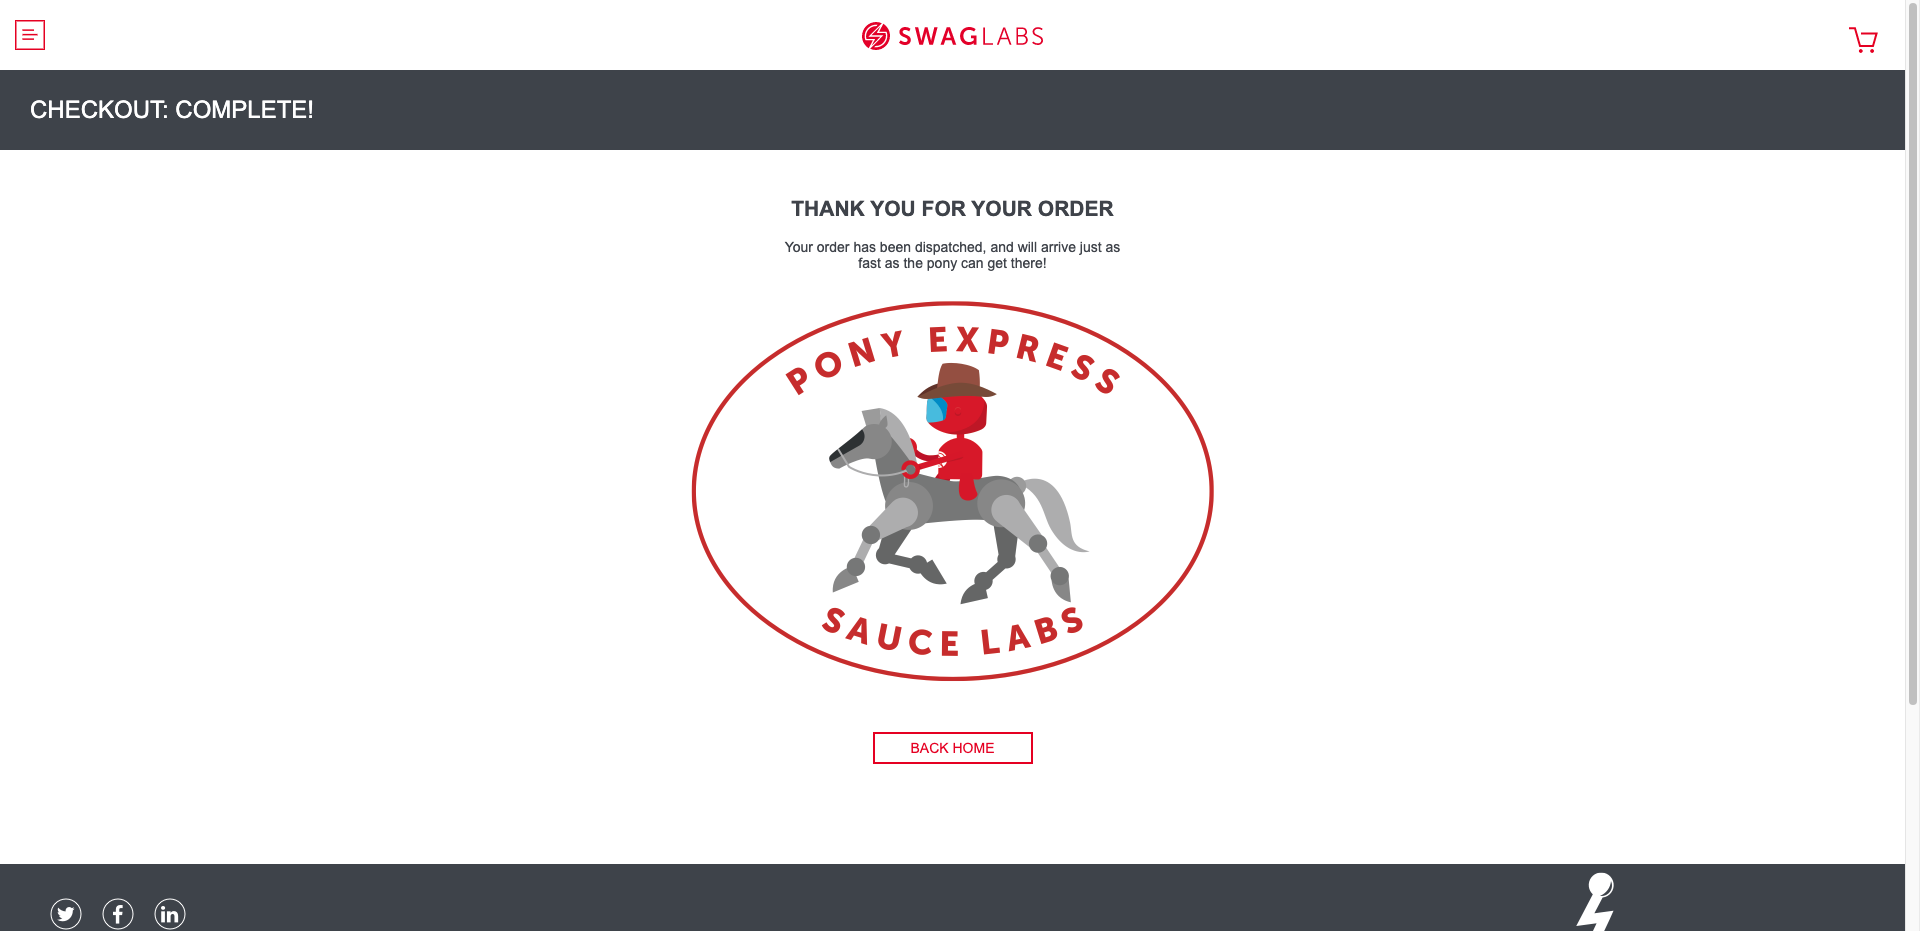 SWAGLABS
CHECKOUT: COMPLETE!
THANK YOU FOR YOUR ORDER
Your order has been dispatched, and will arrive just as
fast as the pony can get there!
PONY EXPRESS
SAUCE LABS
BACK HOME